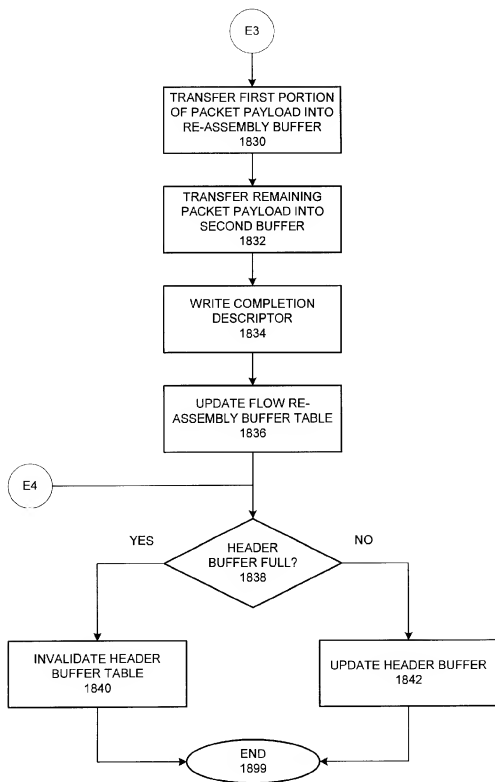 E3
TRANSFER FIRST PORTION
OF PACKET PAYLOAD INTO
RE-ASSEMBLY BUFFER
1830
TRANSFER REMAINING
PACKET PAYLOAD INTO
SECOND BUFFER
1832
WRITE COMPLETION
DESCRIPTOR
1834
UPDATE FLOW RE-
ASSEMBLY BUFFER TABLE
1836
E4
YES
HEADER
BUFFER FULL?
1838
NO
INVALIDATE HEADER
BUFFER TABLE
1840
UPDATE HEADER BUFFER
1842
END
1899